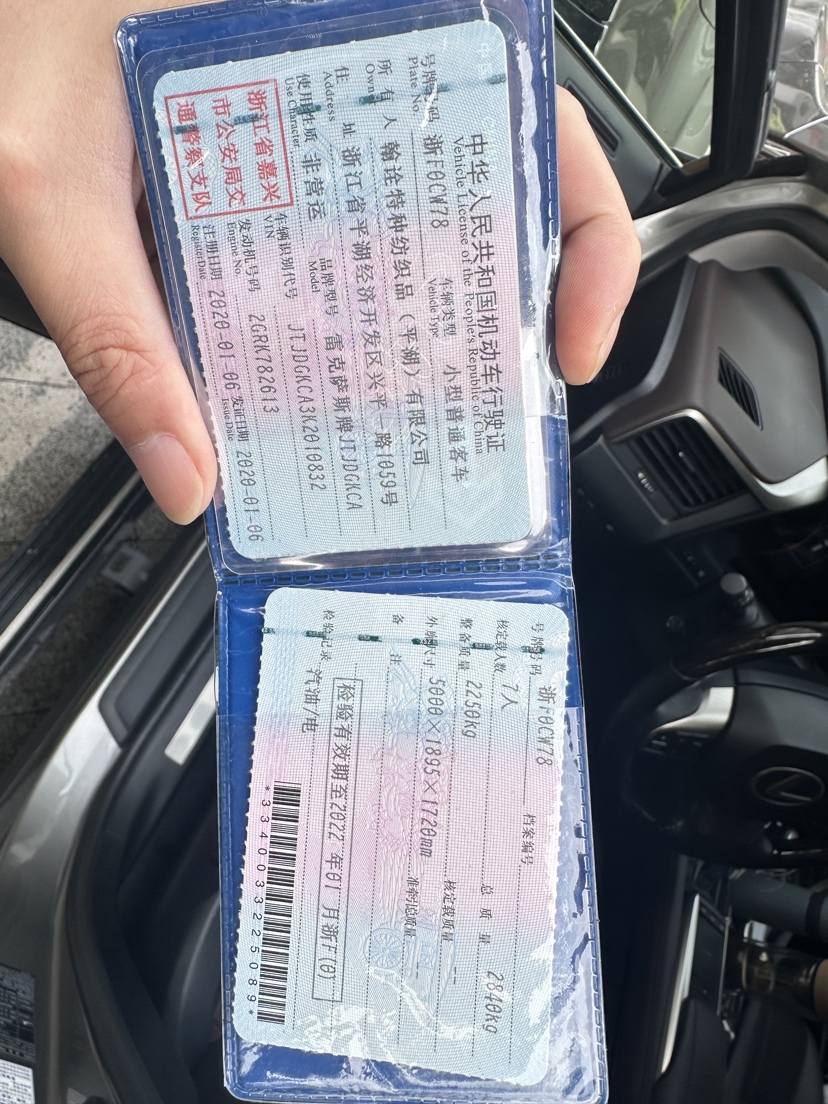 中华人民共和国机动车行驶证
Vehicle License of the People's Republic of China
号牌号码 浙F0CW78 车辆类型 小型普通客车
Plate No. Vehicle Type
所有人 翰诠特种纺织品（平湖）有限公司
Owner
住址 浙江省平湖经济开发区兴平一路1059号
Address
使用性质 非营运 品牌型号 雷克萨斯牌JTJDGKCA
Use Character Model
浙江省嘉兴
市公安局交
通警察支队
车辆识别代号 JTJDGKCA3K2010832
VIN
发动机号码 2GRK782613
Engine No.
注册日期 2020-01-06 发证日期 2020-01-06
Register Date Issue Date
号牌号码 浙F0CW78 档案编号
核定载人数 7人 总质量 2840kg
整备质量 2250kg 核定载质量 --
外廓尺寸 5000×1895×1720mm 准牵引总质量 --
备注
检验有效期至2022年01月浙F(0)
检验记录 汽油/电
*3340033225089*